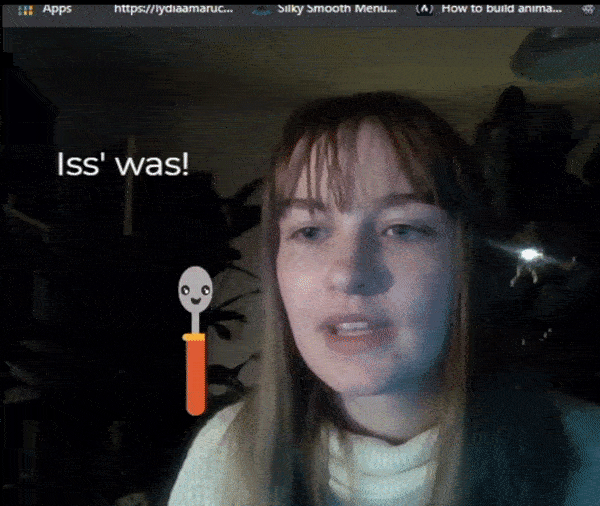 Apps
https://lydiaamaruc...
Silky Smooth Menu...
How to build anima...
Iss' was!